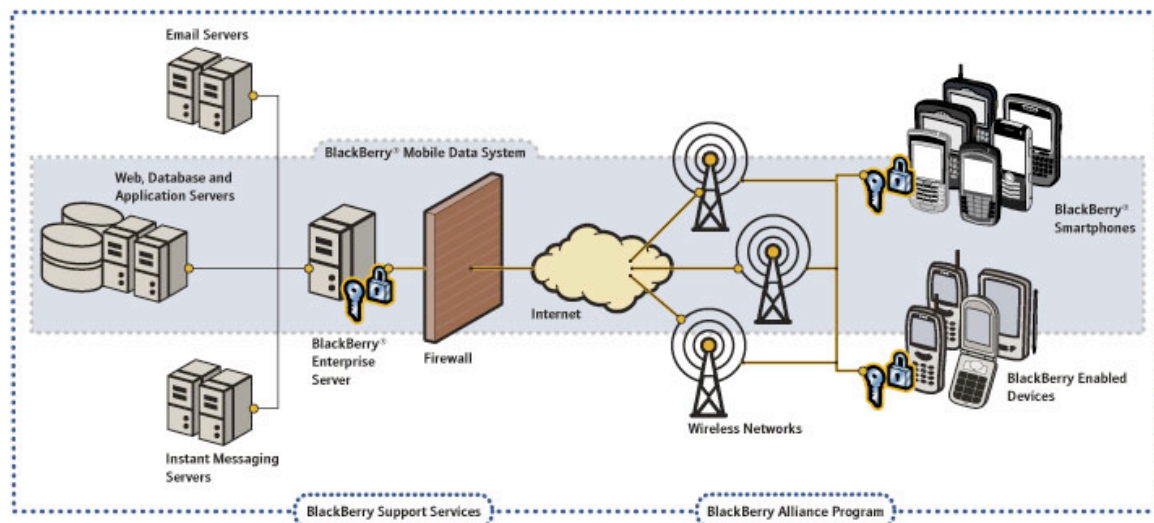 Email Servers
BlackBerry® Mobile Data System
Web, Database and
Application Servers
BlackBerry®
Smartphones
Internet
BlackBerry®
Enterprise
Server
Firewall
BlackBerry Enabled
Devices
Wireless Networks
Instant Messaging
Servers
BlackBerry Support Services
BlackBerry Alliance Program